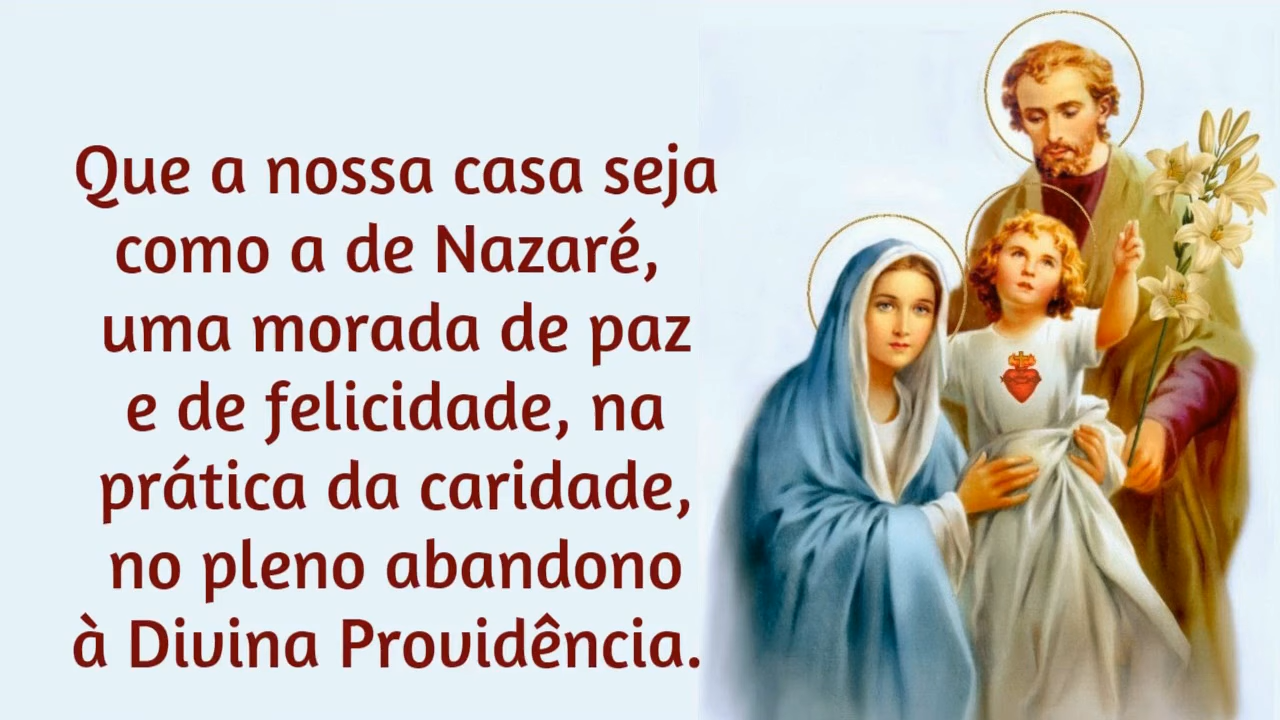 Que a nossa casa seja
como a de Nazaré,
uma morada de paz
e de felicidade, na
prática da caridade,
no pleno abandono
à Divina Providência.